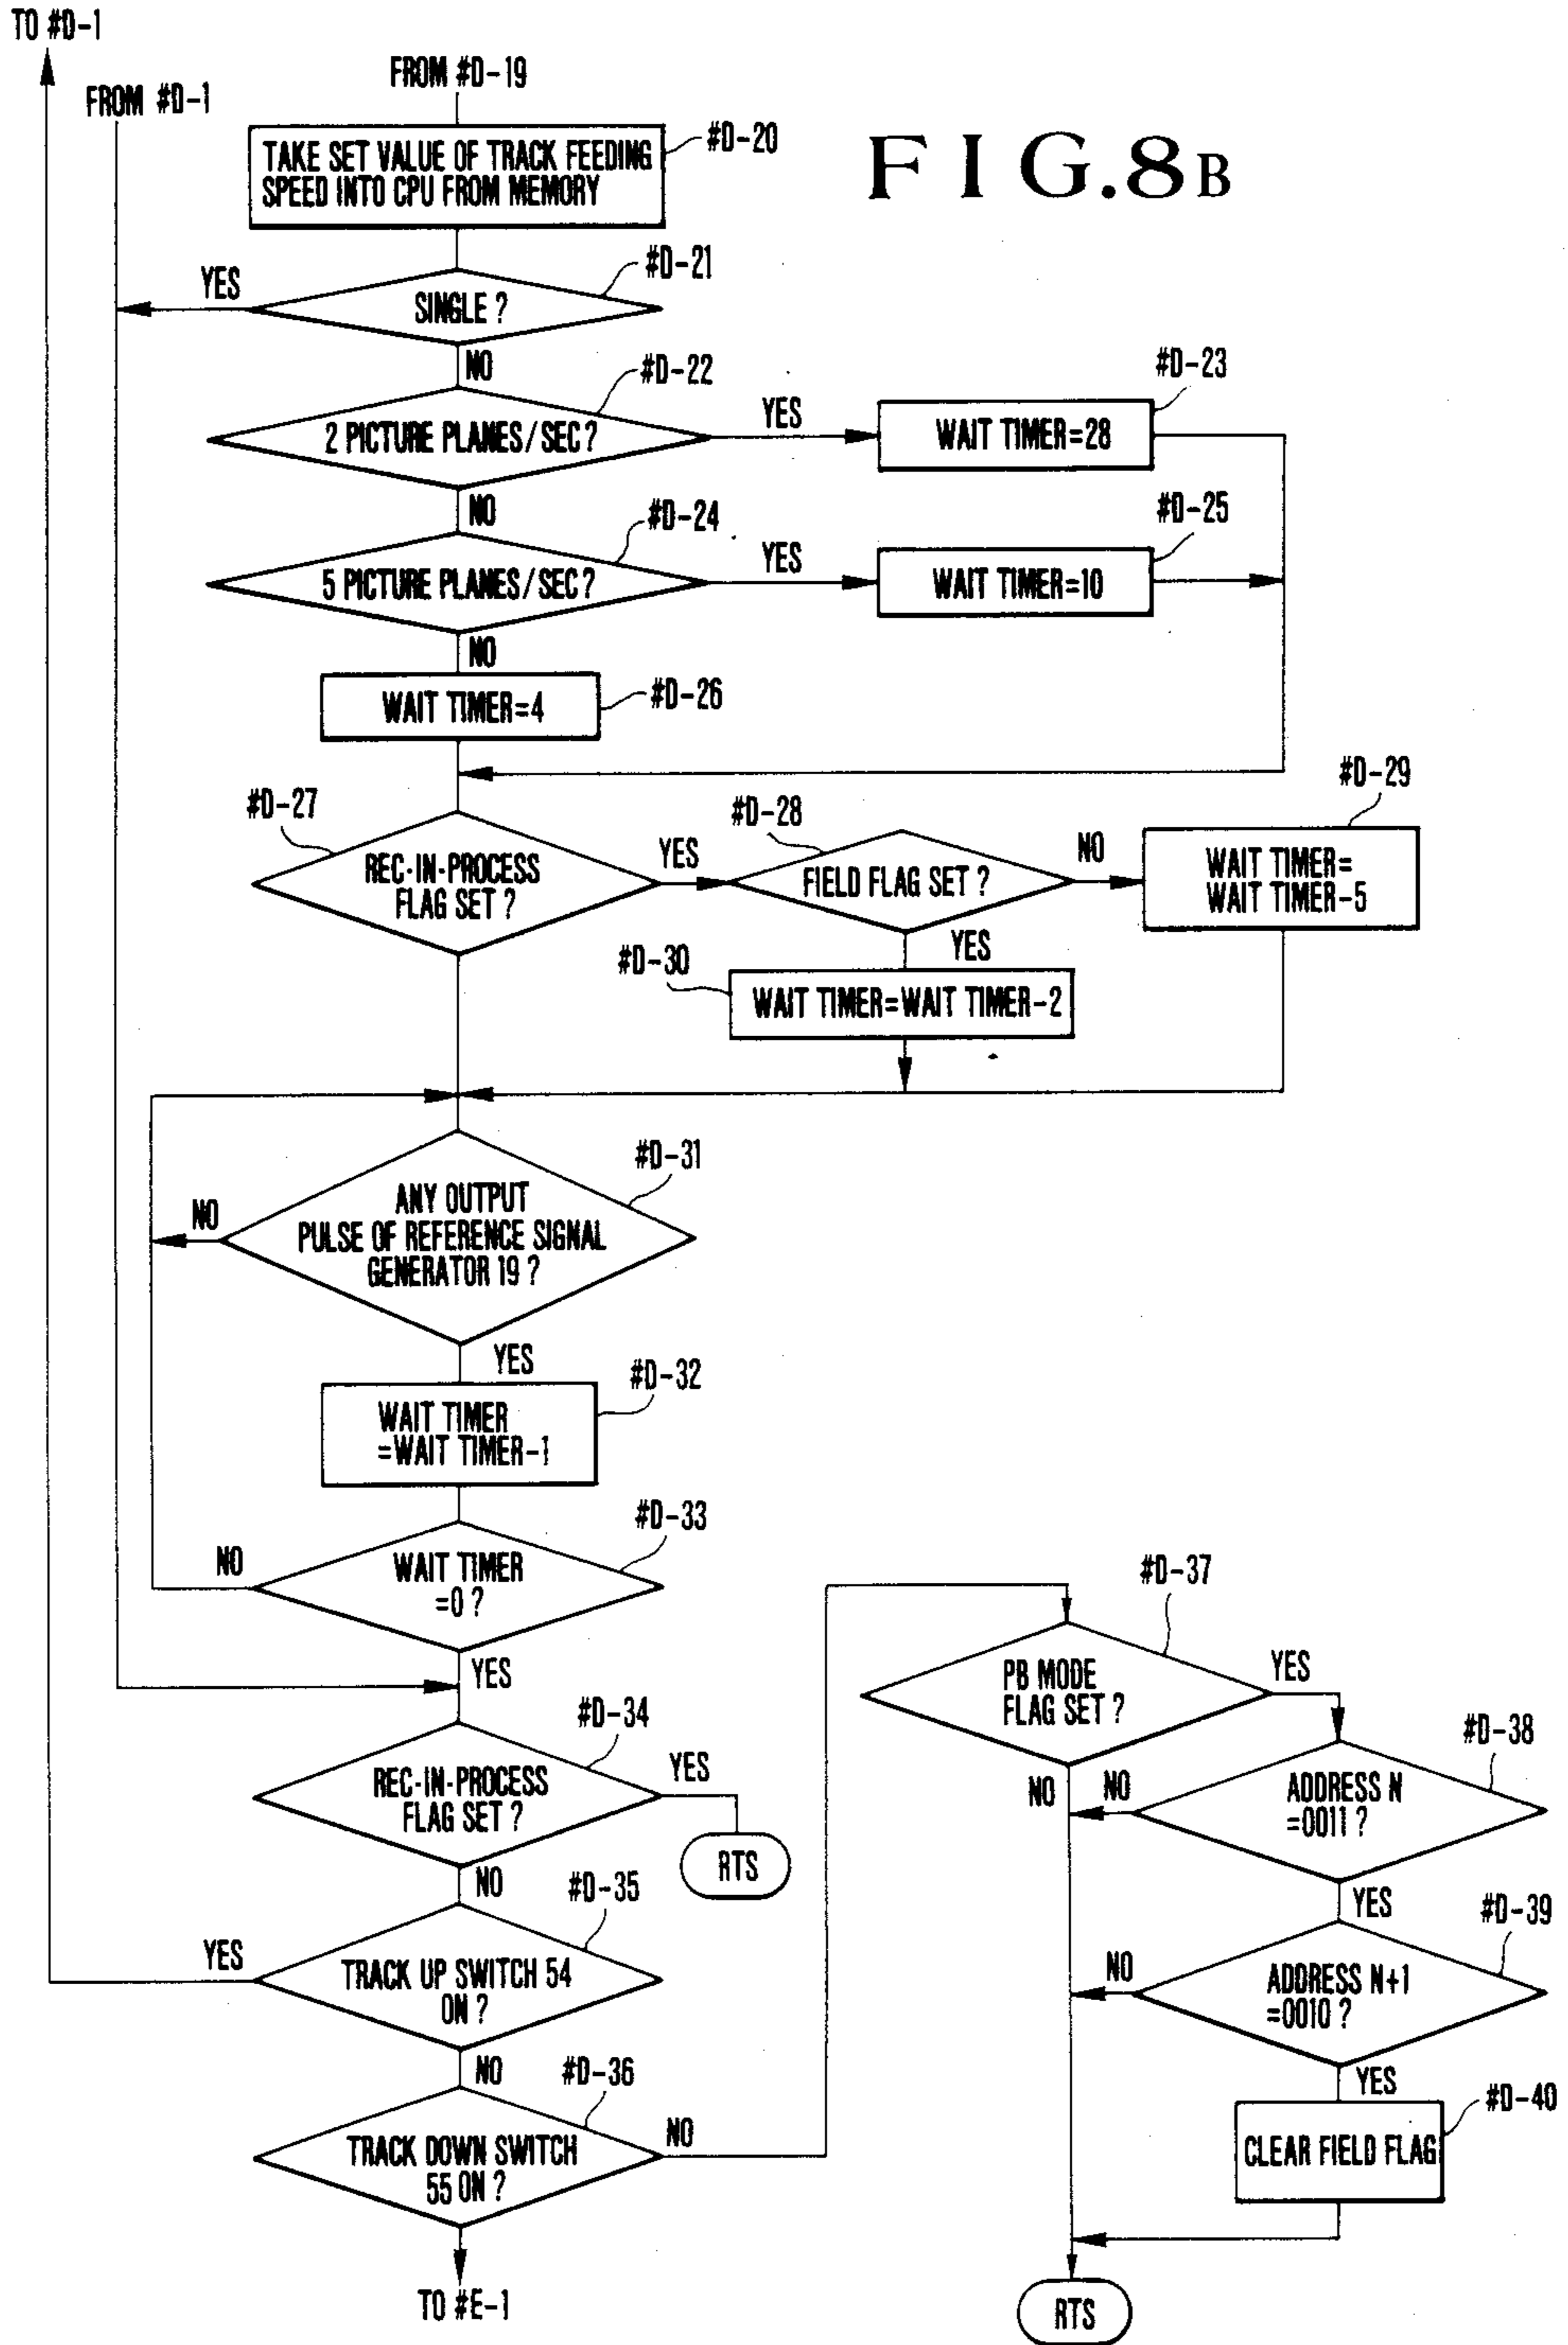 TO #D-1
FROM #D-1
FROM #D-19
FIG.8B
TAKE SET VALUE OF TRACK FEEDING
SPEED INTO CPU FROM MEMORY
#D-20
#D-21
YES
SINGLE ?
NO
#D-22
2 PICTURE PLANES/SEC?
YES
#D-23
WAIT TIMER=28
NO
#D-24
5 PICTURE PLANES/SEC?
YES
#D-25
WAIT TIMER=10
NO
WAIT TIMER=4
#D-26
#D-27
REC-IN-PROCESS
FLAG SET ?
YES
#D-28
FIELD FLAG SET ?
NO
#D-29
WAIT TIMER=
WAIT TIMER-5
YES
#D-30
WAIT TIMER=WAIT TIMER-2
#D-31
NO
ANY OUTPUT
PULSE OF REFERENCE SIGNAL
GENERATOR 19 ?
YES
#D-32
WAIT TIMER
=WAIT TIMER-1
#D-33
NO
WAIT TIMER
=0 ?
YES
#D-34
REC-IN-PROCESS
FLAG SET ?
YES
RTS
NO
#D-35
YES
TRACK UP SWITCH 54
ON ?
NO
#D-36
TRACK DOWN SWITCH
55 ON ?
NO
TO #E-1
#D-37
PB MODE
FLAG SET ?
YES
NO
#D-38
NO
ADDRESS N
=0011 ?
YES
#D-39
NO
ADDRESS N+1
=0010 ?
YES
#D-40
CLEAR FIELD FLAG
RTS